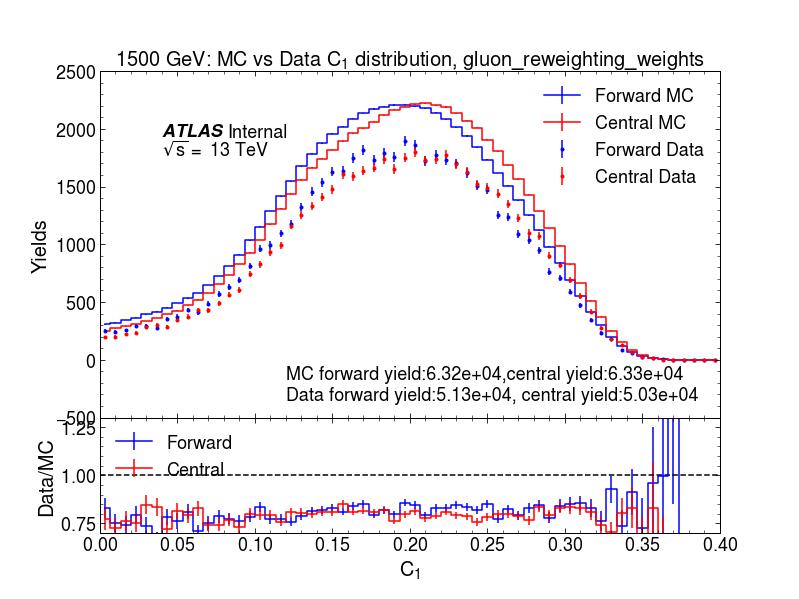 1500 GeV: MC vs Data C₁ distribution, gluon_reweighting_weights
2500
2000
1500
1000
500
0
−500
Yields
ATLAS Internal
√s = 13 TeV
Forward MC
Central MC
Forward Data
Central Data
MC forward yield:6.32e+04,central yield:6.33e+04
Data forward yield:5.13e+04, central yield:5.03e+04
1.25
1.00
0.75
Data/MC
Forward
Central
0.00 0.05 0.10 0.15 0.20 0.25 0.30 0.35 0.40
C₁